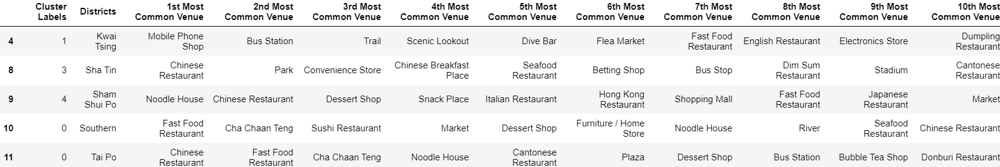 Cluster Labels Districts 1st Most Common Venue 2nd Most Common Venue 3rd Most Common Venue 4th Most Common Venue 5th Most Common Venue 6th Most Common Venue 7th Most Common Venue 8th Most Common Venue 9th Most Common Venue 10th Most Common Venue
4 1 Kwai Tsing Mobile Phone Shop Bus Station Trail Scenic Lookout Dive Bar Flea Market Fast Food Restaurant English Restaurant Electronics Store Dumpling Restaurant
8 3 Sha Tin Chinese Restaurant Park Convenience Store Chinese Breakfast Place Seafood Restaurant Betting Shop Bus Stop Dim Sum Restaurant Stadium Cantonese Restaurant
9 4 Sham Shui Po Noodle House Chinese Restaurant Dessert Shop Snack Place Italian Restaurant Hong Kong Restaurant Shopping Mall Fast Food Restaurant Japanese Restaurant Market
10 0 Southern Fast Food Restaurant Cha Chaan Teng Sushi Restaurant Market Dessert Shop Furniture / Home Store Noodle House River Seafood Restaurant Chinese Restaurant
11 0 Tai Po Chinese Restaurant Fast Food Restaurant Cha Chaan Teng Noodle House Cantonese Restaurant Plaza Dessert Shop Bus Station Bubble Tea Shop Donburi Restaurant